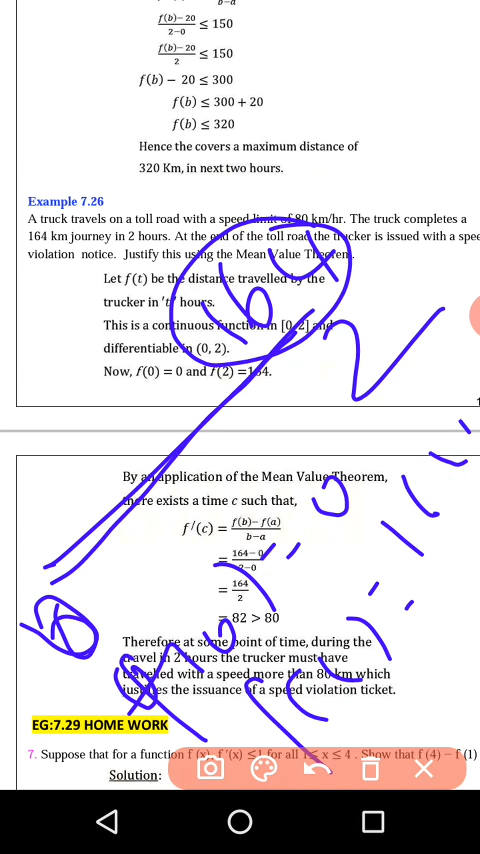 b−a
f(b)− 20 / 2−0 ≤ 150
f(b)− 20 / 2 ≤ 150
f(b) − 20 ≤ 300
f(b) ≤ 300 + 20
f(b) ≤ 320
Hence the covers a maximum distance of
320 Km, in next two hours.
Example 7.26
A truck travels on a toll road with a speed limit of 80 km/hr. The truck completes a
164 km journey in 2 hours. At the end of the toll road the trucker is issued with a spee
violation notice. Justify this using the Mean Value Theorem.
Let f(t) be the distance travelled by the
trucker in 't' hours.
This is a continuous function in [0, 2] and
differentiable in (0, 2).
Now, f(0) = 0 and f(2) =164.
1
By an application of the Mean Value Theorem,
there exists a time c such that,
f ′(c) = f(b)− f(a) / b−a
= 164− 0 / 2−0
= 164 / 2
= 82 > 80
Therefore at some point of time, during the
travel in 2 hours the trucker must have
travelled with a speed more than 80 km which
justifies the issuance of a speed violation ticket.
EG:7.29 HOME WORK
7. Suppose that for a function f (x), f ′(x) ≤ 1 for all 1 ≤ x ≤ 4 . Show that f (4) − f (1)
Solution:
164
2